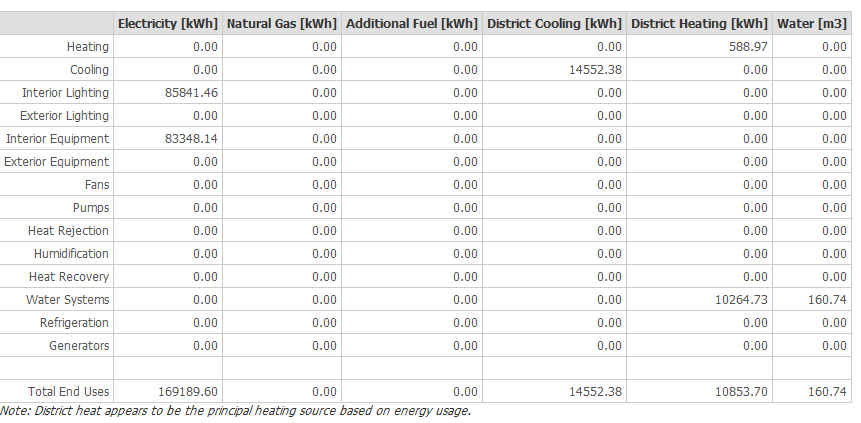 Electricity [kWh] Natural Gas [kWh] Additional Fuel [kWh] District Cooling [kWh] District Heating [kWh] Water [m3]
Heating 0.00 0.00 0.00 0.00 588.97 0.00
Cooling 0.00 0.00 0.00 14552.38 0.00 0.00
Interior Lighting 85841.46 0.00 0.00 0.00 0.00 0.00
Exterior Lighting 0.00 0.00 0.00 0.00 0.00 0.00
Interior Equipment 83348.14 0.00 0.00 0.00 0.00 0.00
Exterior Equipment 0.00 0.00 0.00 0.00 0.00 0.00
Fans 0.00 0.00 0.00 0.00 0.00 0.00
Pumps 0.00 0.00 0.00 0.00 0.00 0.00
Heat Rejection 0.00 0.00 0.00 0.00 0.00 0.00
Humidification 0.00 0.00 0.00 0.00 0.00 0.00
Heat Recovery 0.00 0.00 0.00 0.00 0.00 0.00
Water Systems 0.00 0.00 0.00 0.00 10264.73 160.74
Refrigeration 0.00 0.00 0.00 0.00 0.00 0.00
Generators 0.00 0.00 0.00 0.00 0.00 0.00
Total End Uses 169189.60 0.00 0.00 14552.38 10853.70 160.74
Note: District heat appears to be the principal heating source based on energy usage.